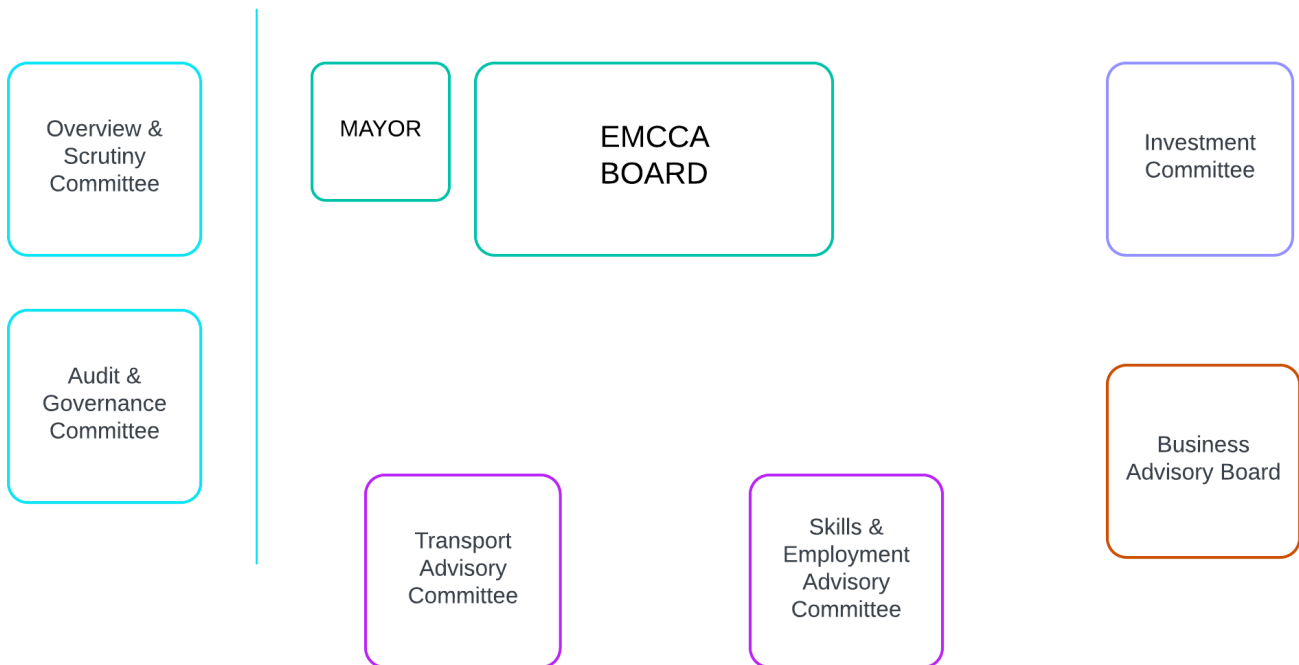 Overview &
Scrutiny
Committee
MAYOR
EMCCA
BOARD
Investment
Committee
Audit &
Governance
Committee
Business
Advisory Board
Transport
Advisory
Committee
Skills &
Employment
Advisory
Committee